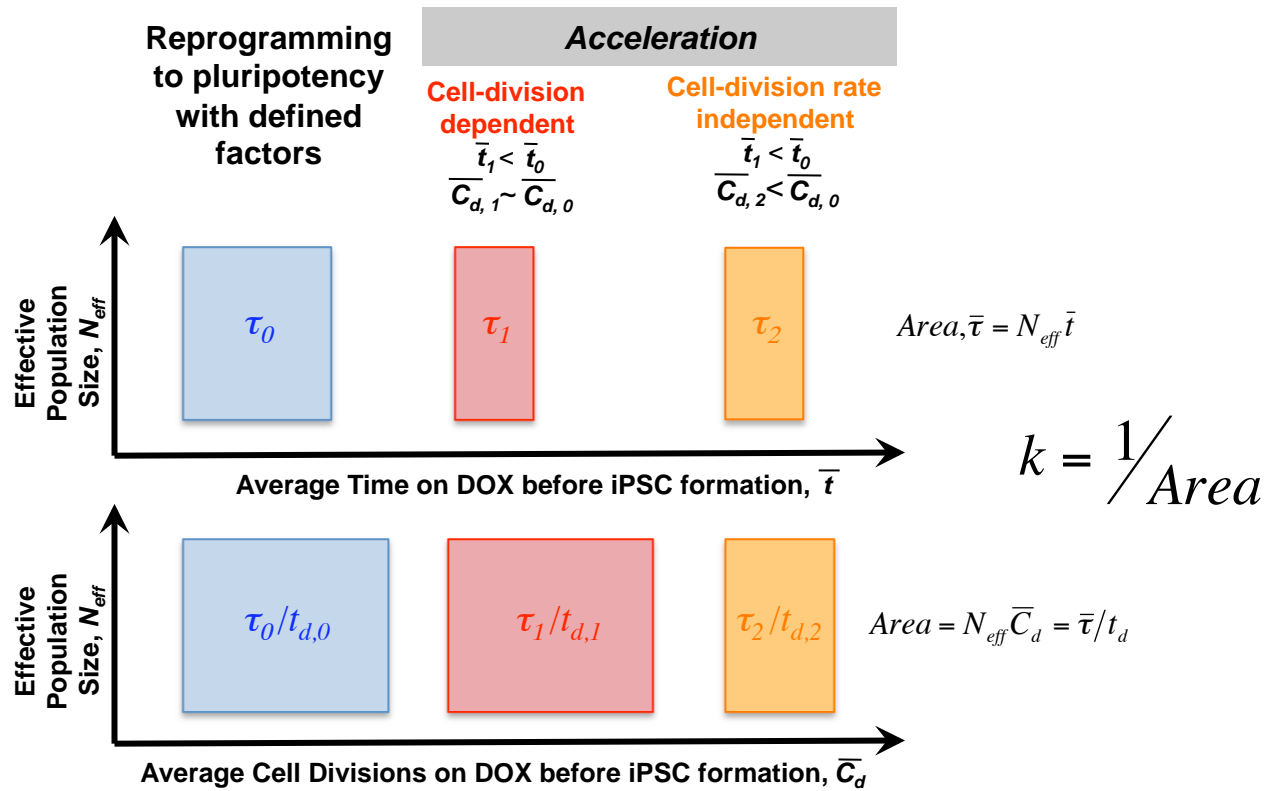 Reprogramming
to pluripotency
with defined
factors
Acceleration
Cell-division
dependent
t̅₁ < t̅₀
C̅d, 1 ~ C̅d, 0
Cell-division rate
independent
t̅₁ < t̅₀
C̅d, 2 < C̅d, 0
Effective
Population
Size, Neff
τ₀
τ₁
τ₂
Area, τ̅ = Neff t̅
Average Time on DOX before iPSC formation, t̅
k = 1/Area
Effective
Population
Size, Neff
τ₀/td,0
τ₁/td,1
τ₂/td,2
Area = Neff C̅d = τ̅/td
Average Cell Divisions on DOX before iPSC formation, C̅d